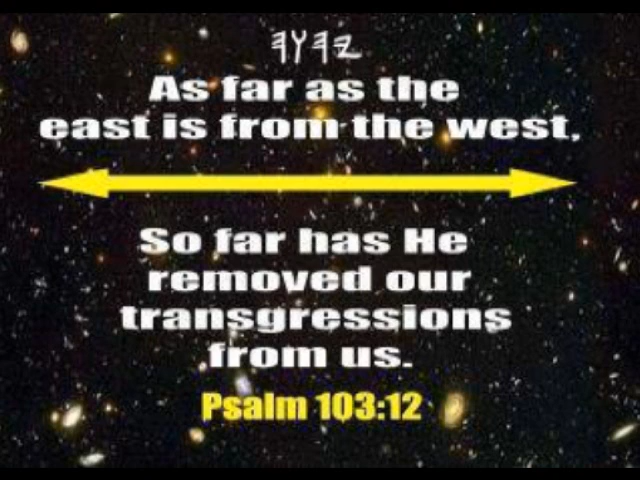 𐤉𐤄𐤅𐤄
As far as the
east is from the west,
So far has He
removed our
transgressions
from us.
Psalm 103:12